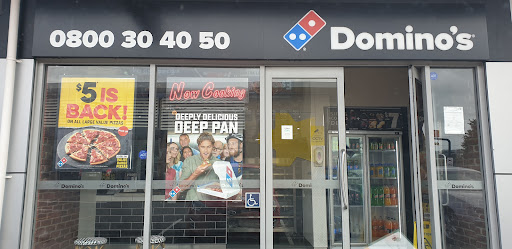 0800 30 40 50
Domino's
$5 IS
BACK!
ON ALL LARGE VALUE PIZZAS
Now Cooking
DEEPLY DELICIOUS
DEEP PAN
Domino's
Domino's
Domino's
Domino's